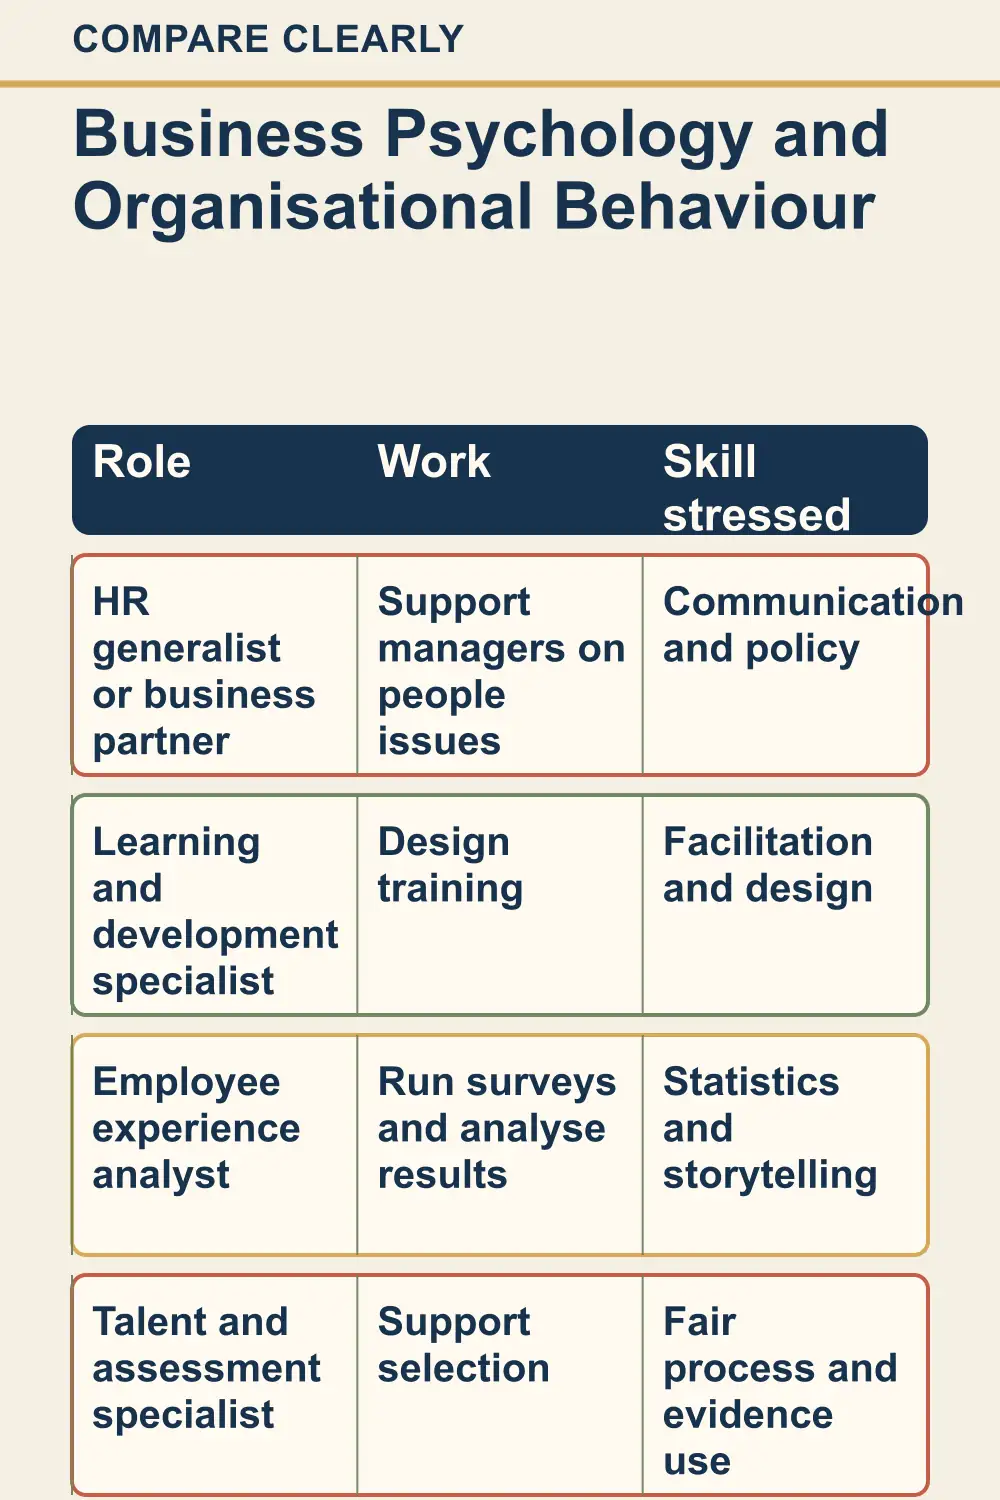 COMPARE CLEARLY
Business Psychology and
Organisational Behaviour
Role
Work
Skill
stressed
HR
generalist
or business
partner
Support
managers on
people
issues
Communication
and policy
Learning
and
development
specialist
Design
training
Facilitation
and design
Employee
experience
analyst
Run surveys
and analyse
results
Statistics
and
storytelling
Talent and
assessment
specialist
Support
selection
Fair
process and
evidence
use